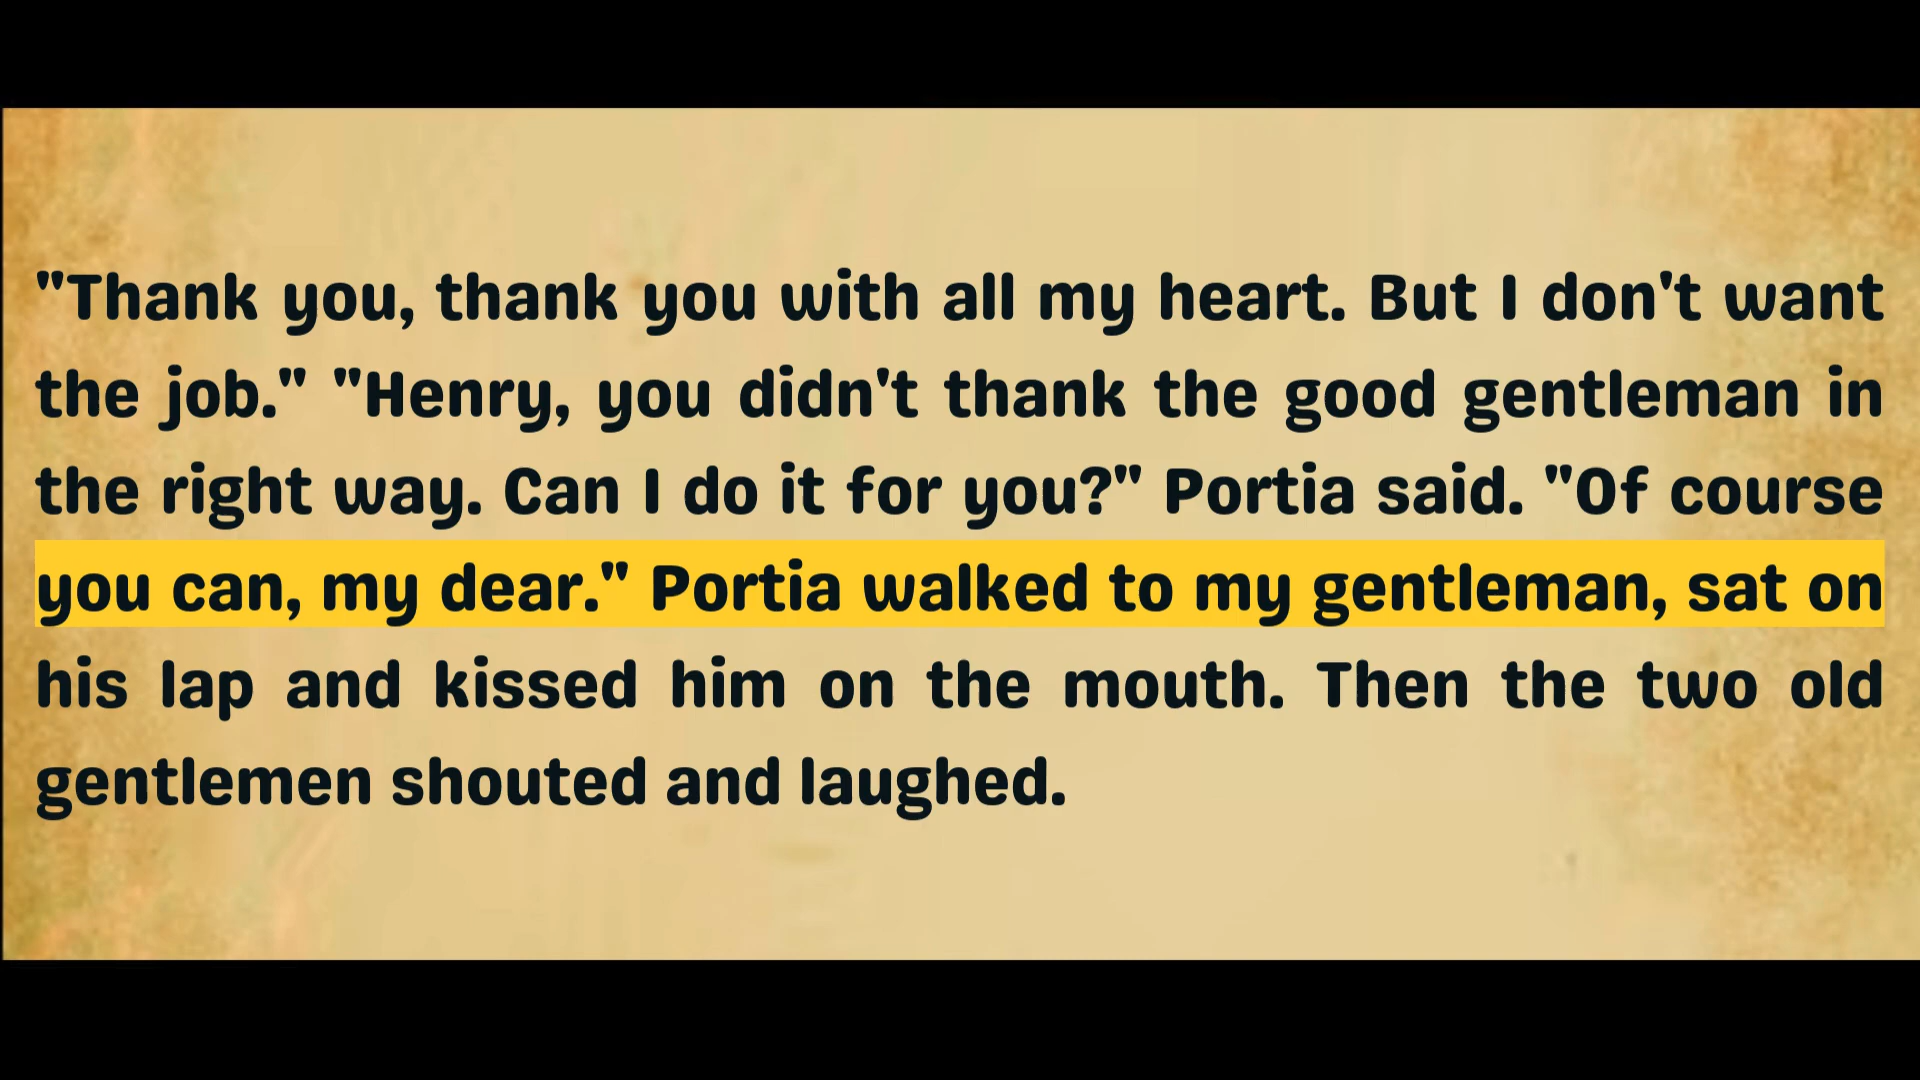 "Thank you, thank you with all my heart. But I don't want
the job." "Henry, you didn't thank the good gentleman in
the right way. Can I do it for you?" Portia said. "Of course
you can, my dear." Portia walked to my gentleman, sat on
his lap and kissed him on the mouth. Then the two old
gentlemen shouted and laughed.